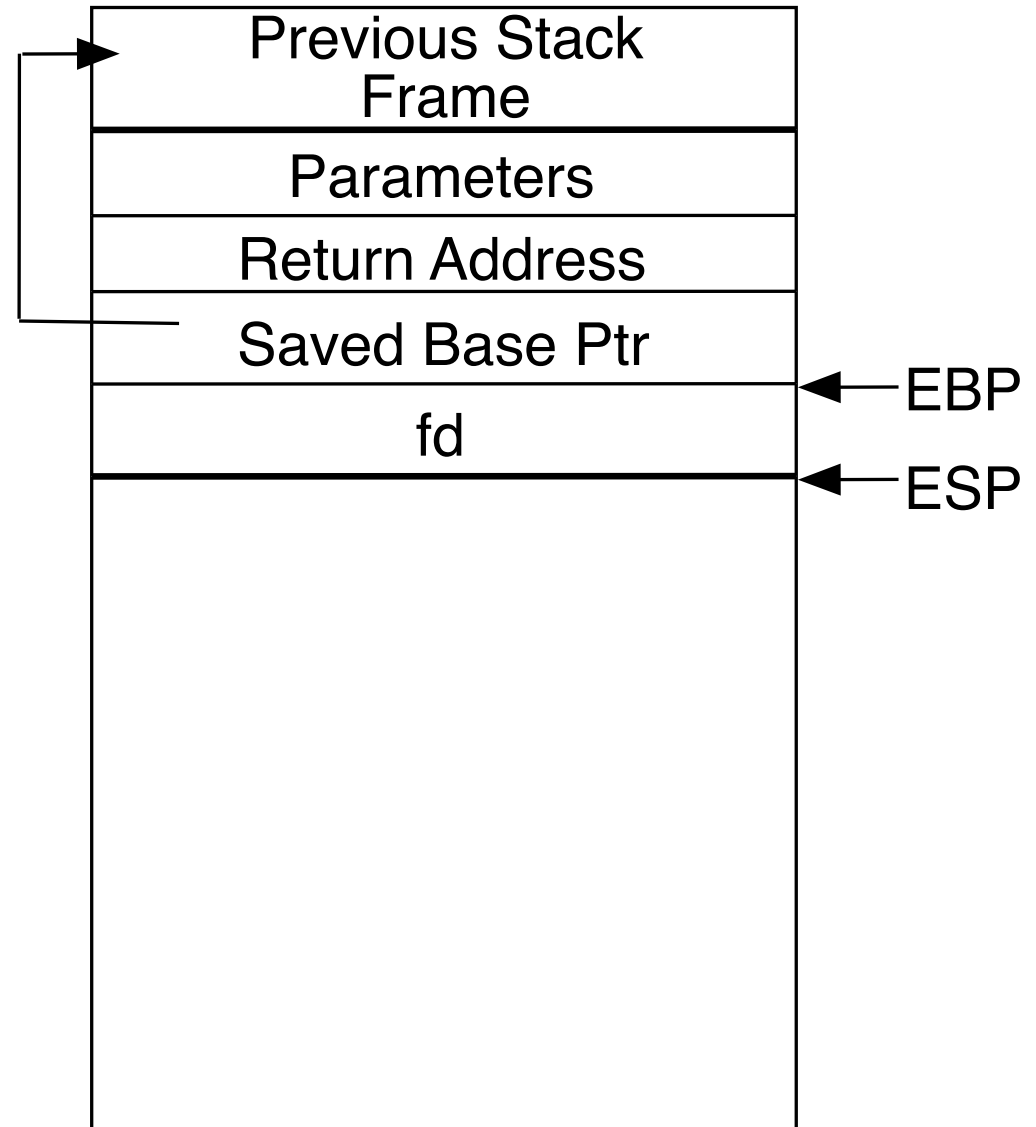 Previous Stack
Frame
Parameters
Return Address
Saved Base Ptr
EBP
fd
ESP